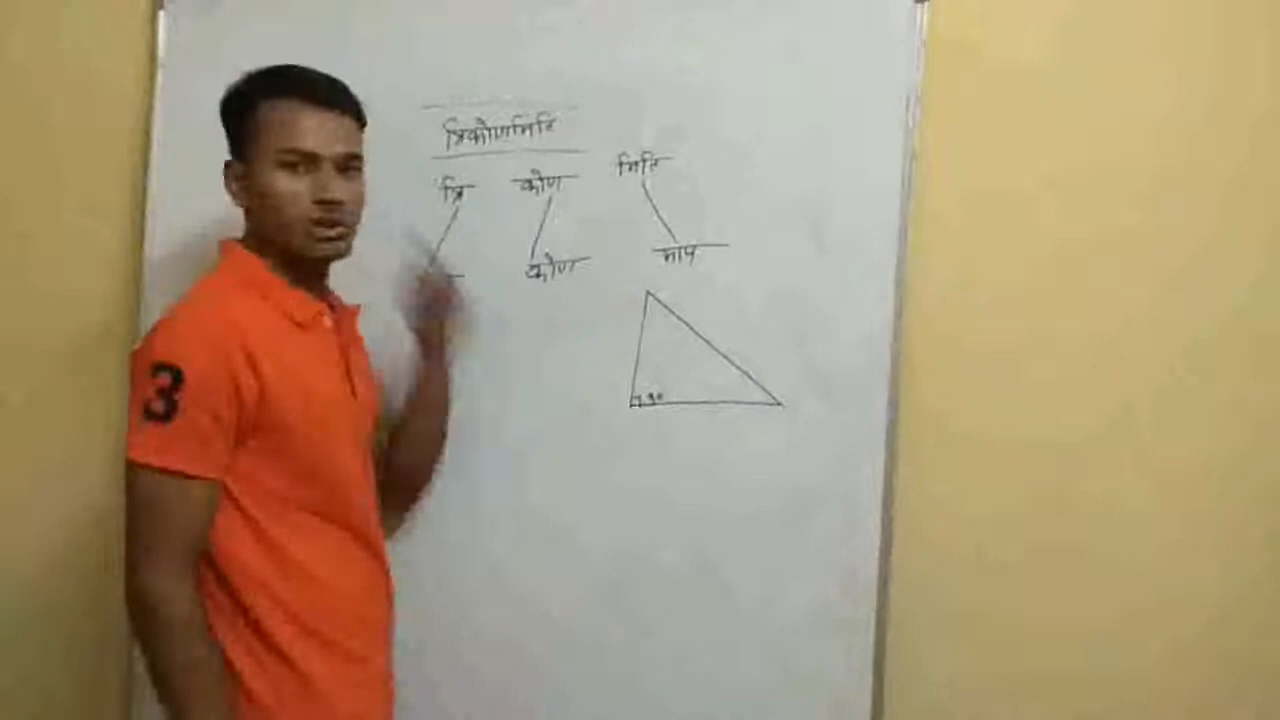 त्रिकोणमिति
त्रि कोण मिति
कोण माप
90
3